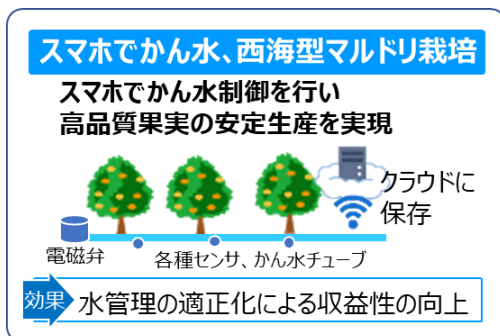 スマホでかん水、西海型マルドリ栽培
スマホでかん水制御を行い
高品質果実の安定生産を実現
クラウドに
保存
電磁弁
各種センサ、かん水チューブ
効果
水管理の適正化による収益性の向上